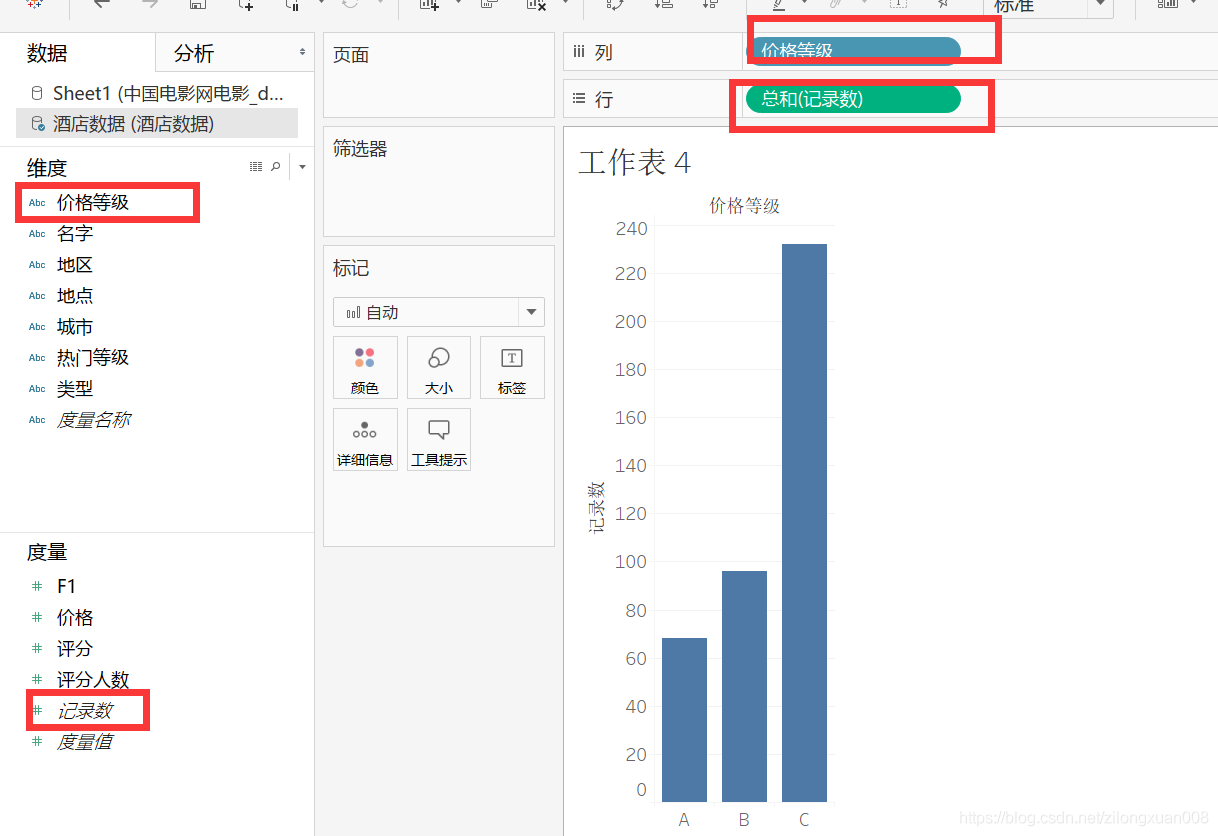 标准
数据
分析
Sheet1 (中国电影网电影_d...
酒店数据 (酒店数据)
维度
Abc 价格等级
Abc 名字
Abc 地区
Abc 地点
Abc 城市
Abc 热门等级
Abc 类型
Abc 度量名称
度量
# F1
# 价格
# 评分
# 评分人数
# 记录数
# 度量值
页面
筛选器
标记
自动
颜色
大小
T
标签
详细信息
工具提示
列
价格等级
行
总和(记录数)
工作表 4
价格等级
240
220
200
180
160
140
120
100
80
60
40
20
0
记录数
A
B
C
https://blog.csdn.net/zilongxuan008